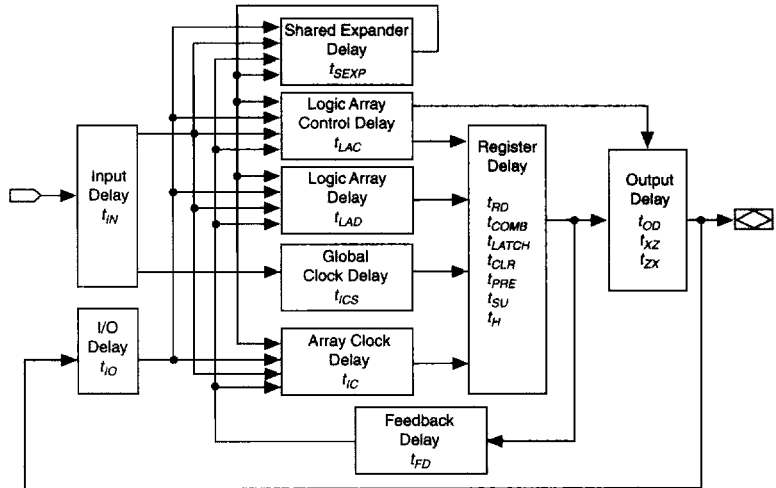 Shared Expander
Delay
tSEXP
Logic Array
Control Delay
tLAC
Input
Delay
tIN
Logic Array
Delay
tLAD
Global
Clock Delay
tICS
I/O
Delay
tIO
Array Clock
Delay
tIC
Register
Delay
tRD
tCOMB
tLATCH
tCLR
tPRE
tSU
tH
Output
Delay
tOD
tXZ
tZX
Feedback
Delay
tFD